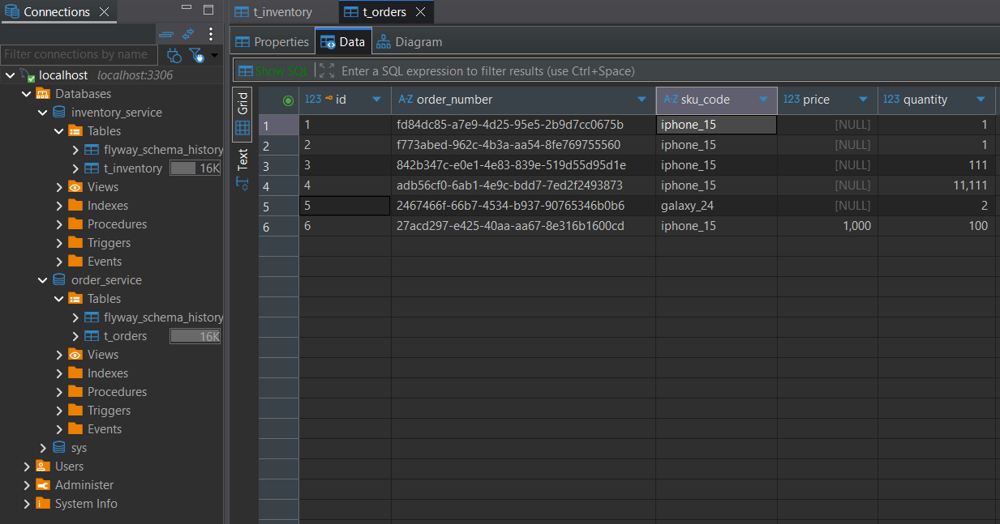 Connections
Filter connections by name
localhost localhost:3306
Databases
inventory_service
Tables
flyway_schema_history
t_inventory 16K
Views
Indexes
Procedures
Triggers
Events
order_service
Tables
flyway_schema_history
t_orders 16K
Views
Indexes
Procedures
Triggers
Events
sys
Users
Administer
System Info
t_inventory t_orders
Properties Data Diagram
Show SQL Enter a SQL expression to filter results (use Ctrl+Space)
Grid
Text
123 id A-Z order_number A-Z sku_code 123 price 123 quantity
1 1 fd84dc85-a7e9-4d25-95e5-2b9d7cc0675b iphone_15 [NULL] 1
2 2 f773abed-962c-4b3a-aa54-8fe769755560 iphone_15 [NULL] 1
3 3 842b347c-e0e1-4e83-839e-519d55d95d1e iphone_15 [NULL] 111
4 4 adb56cf0-6ab1-4e9c-bdd7-7ed2f2493873 iphone_15 [NULL] 11,111
5 5 2467466f-66b7-4534-b937-90765346b0b6 galaxy_24 [NULL] 2
6 6 27acd297-e425-40aa-aa67-8e316b1600cd iphone_15 1,000 100